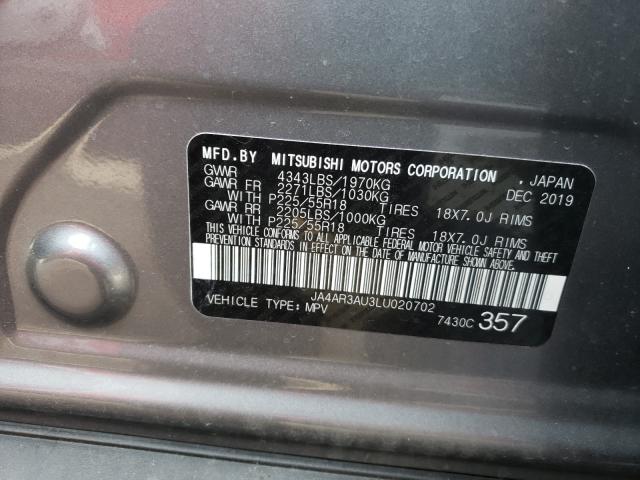 MFD.BY MITSUBISHI MOTORS CORPORATION .JAPAN
GVWR 4343LBS/1970KG DEC 2019
GAWR FR 2271LBS/1030KG
WITH P225/55R18 TIRES 18X7.0J RIMS
GAWR RR 2205LBS/1000KG
WITH P225/55R18 TIRES 18X7.0J RIMS
THIS VEHICLE CONFORMS TO ALL APPLICABLE FEDERAL MOTOR VEHICLE SAFETY AND THEFT
PREVENTION STANDARDS IN EFFECT ON THE DATE OF MANUFACTURE SHOWN ABOVE.
JA4AR3AU3LU020702
VEHICLE TYPE: MPV 7430C 357